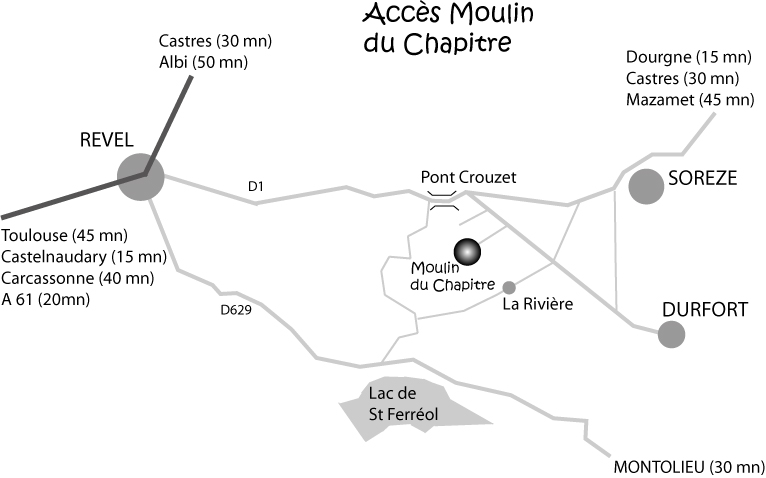 Accès Moulin
du Chapitre
Castres (30 mn)
Albi (50 mn)
Dourgne (15 mn)
Castres (30 mn)
Mazamet (45 mn)
REVEL
D1
Pont Crouzet
SOREZE
Toulouse (45 mn)
Castelnaudary (15 mn)
Carcassonne (40 mn)
A 61 (20mn)
Moulin
du Chapitre
La Rivière
D629
DURFORT
Lac de
St Ferréol
MONTOLIEU (30 mn)